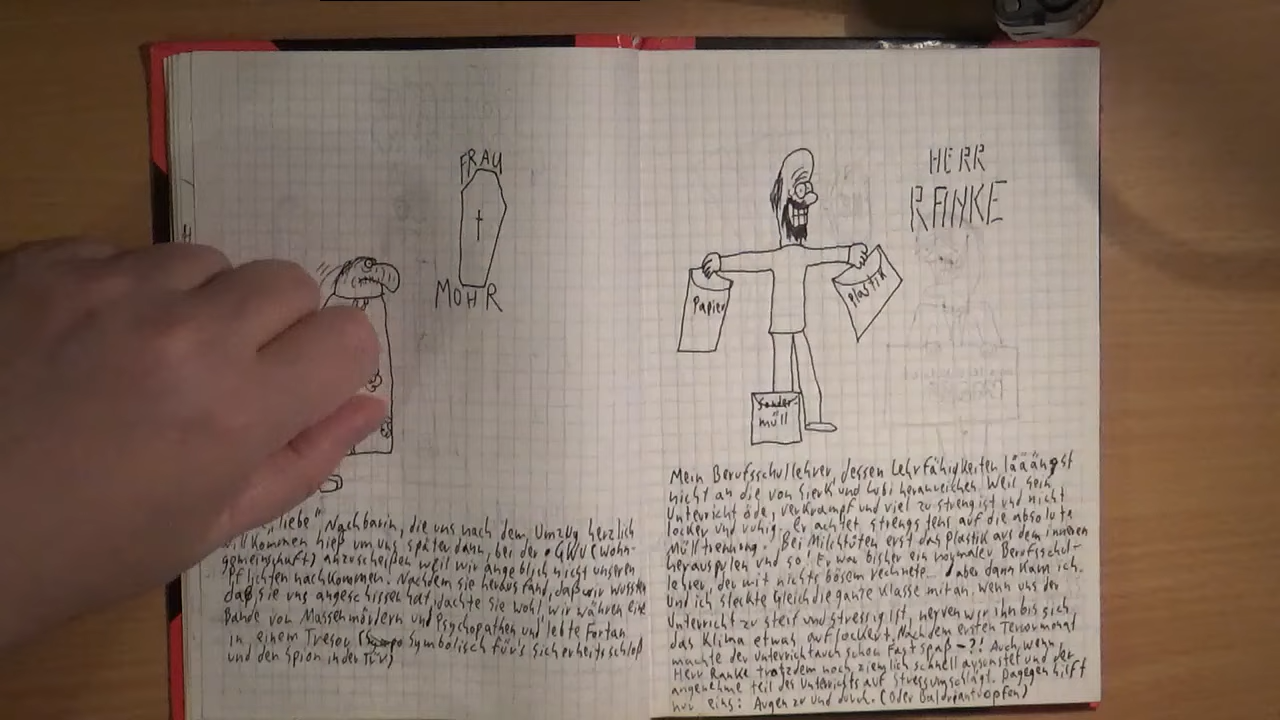 FRAU
MOHR
liebe" Nachbarin, die uns nach dem Umzug herzlich
willkommen hieß um uns später dann, bei der GWU (Wohn-
gemeinschaft) anzuscheißen weil wir angeblich nicht unseren
Pflichten nachkommen. Nachdem sie herausfand, daß wir wussten
daß sie uns angeschissen hat, dachte sie wohl wir währen eine
Bande von Massenmördern und Psychopathen und lebte Fortan
in einem Tresor (symbolisch für's Sicherheitsschloß
und den Spion in der Tür)
HERR
RANKE
Papier
Plastik
Sonder-
müll
Mein Berufsschullehrer, dessen Lehrfähigkeiten läääängst
nicht an die von Sierk und Lubi heranreichen. Weil sein
Unterricht öde, verkrampf und viel zu streng ist und nicht
locker und ruhig. Er achtet strengstens auf die absolute
Mülltrennung. Bei Milchtüten erst das Plastik aus dem inneren
herauspulen und so! Er war bisher ein normaler Berufsschul-
lehrer, der mit nichts bösem rechnete... aber dann kam ich.
Und ich steckte Gleich die ganze Klasse mit an. Wenn uns der
Unterricht zu steif und stressig ist, nerven wir ihn bis sich
das Klima etwas auflockert. Nach dem ersten Terrormonat
machte der Unterricht auch schon Fast Spaß -?! Auch wenn
Herr Ranke trotzdem noch ziemlich schnell ausrastet und der
angenehme teil des Unterrichts auf Stress umschlägt. Dagegen hilft
nur eins: Augen zu und durch. (Oder Baldriantropfen)